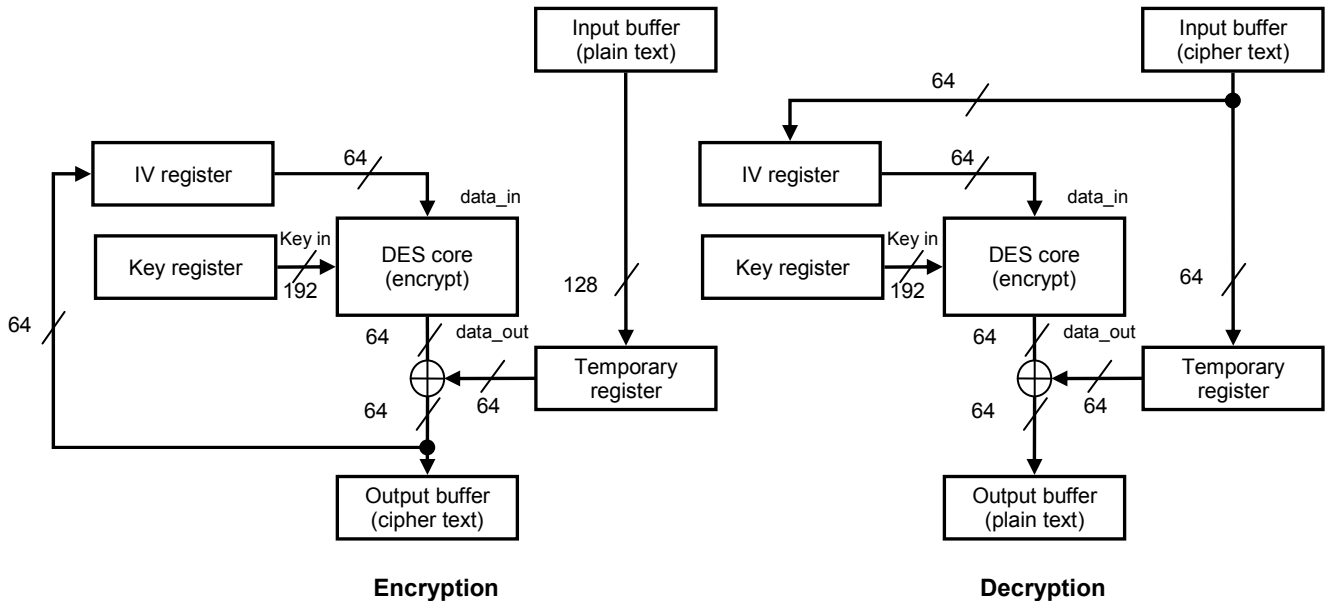 Input buffer
(plain text)
IV register
64
data_in
Key register
Key in
192
DES core
(encrypt)
128
64
64
data_out
64
64
Temporary
register
Output buffer
(cipher text)
Encryption
Input buffer
(cipher text)
64
IV register
64
data_in
Key register
Key in
192
DES core
(encrypt)
64
64
data_out
64
64
Temporary
register
Output buffer
(plain text)
Decryption